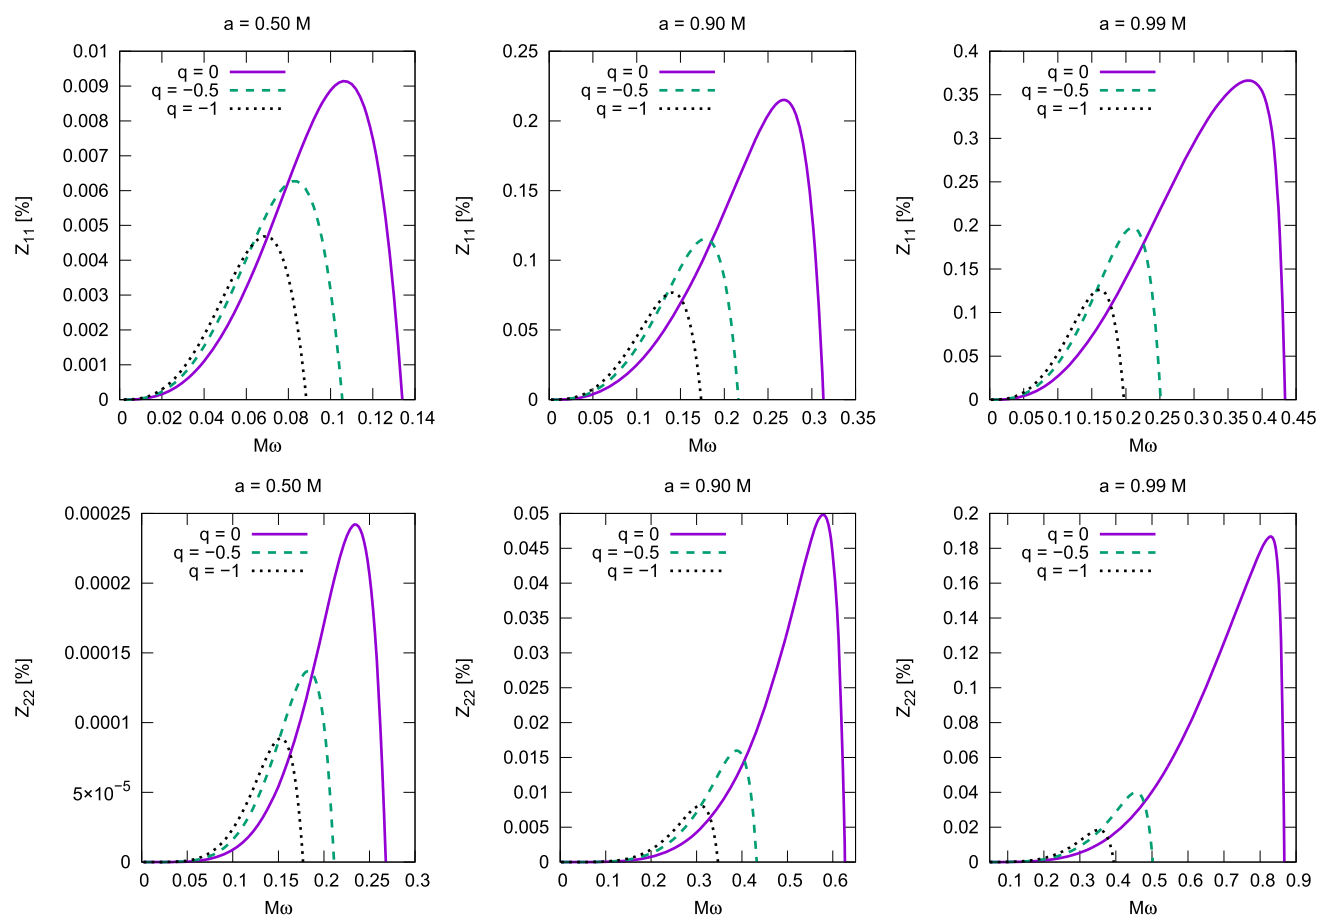 a = 0.50 M
Z11 [%]
0.01
0.009
0.008
0.007
0.006
0.005
0.004
0.003
0.002
0.001
0
q = 0
q = −0.5
q = −1
0 0.02 0.04 0.06 0.08 0.1 0.12 0.14
Mω
a = 0.90 M
Z11 [%]
0.25
0.2
0.15
0.1
0.05
0
q = 0
q = −0.5
q = −1
0 0.05 0.1 0.15 0.2 0.25 0.3 0.35
Mω
a = 0.99 M
Z11 [%]
0.4
0.35
0.3
0.25
0.2
0.15
0.1
0.05
0
q = 0
q = −0.5
q = −1
0 0.05 0.1 0.15 0.2 0.25 0.3 0.35 0.4 0.45
Mω
a = 0.50 M
Z22 [%]
0.00025
0.0002
0.00015
0.0001
5×10−5
0
q = 0
q = −0.5
q = −1
0 0.05 0.1 0.15 0.2 0.25 0.3
Mω
a = 0.90 M
Z22 [%]
0.05
0.045
0.04
0.035
0.03
0.025
0.02
0.015
0.01
0.005
0
q = 0
q = −0.5
q = −1
0 0.1 0.2 0.3 0.4 0.5 0.6
Mω
a = 0.99 M
Z22 [%]
0.2
0.18
0.16
0.14
0.12
0.1
0.08
0.06
0.04
0.02
0
q = 0
q = −0.5
q = −1
0.1 0.2 0.3 0.4 0.5 0.6 0.7 0.8 0.9
Mω